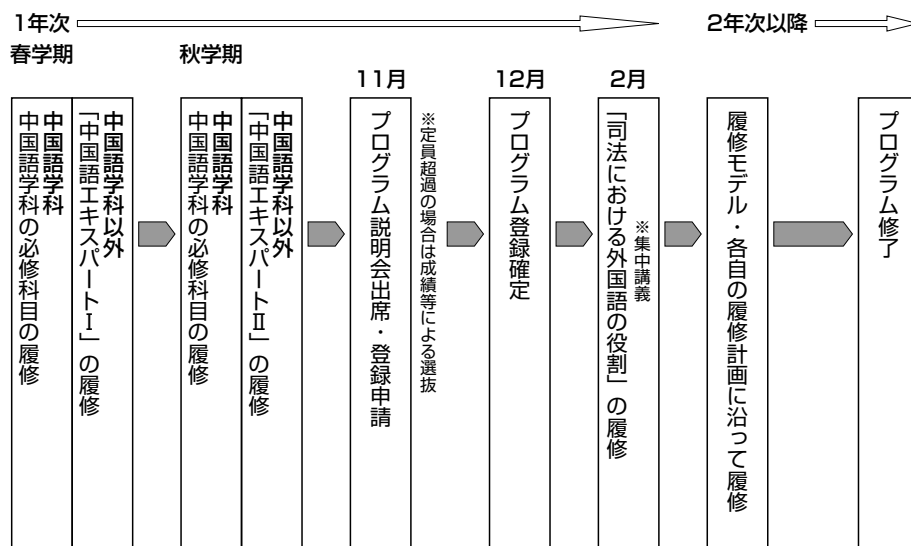 1年次
2年次以降
春学期
秋学期
11月
12月
2月
中国語学科
中国語学科の必修科目の履修
中国語学科以外
「中国語エキスパートⅠ」の履修
中国語学科
中国語学科の必修科目の履修
中国語学科以外
「中国語エキスパートⅡ」の履修
プログラム説明会出席・登録申請
※定員超過の場合は成績等による選抜
プログラム登録確定
※集中講義
「司法における外国語の役割」の履修
履修モデル・各自の履修計画に沿って履修
プログラム修了